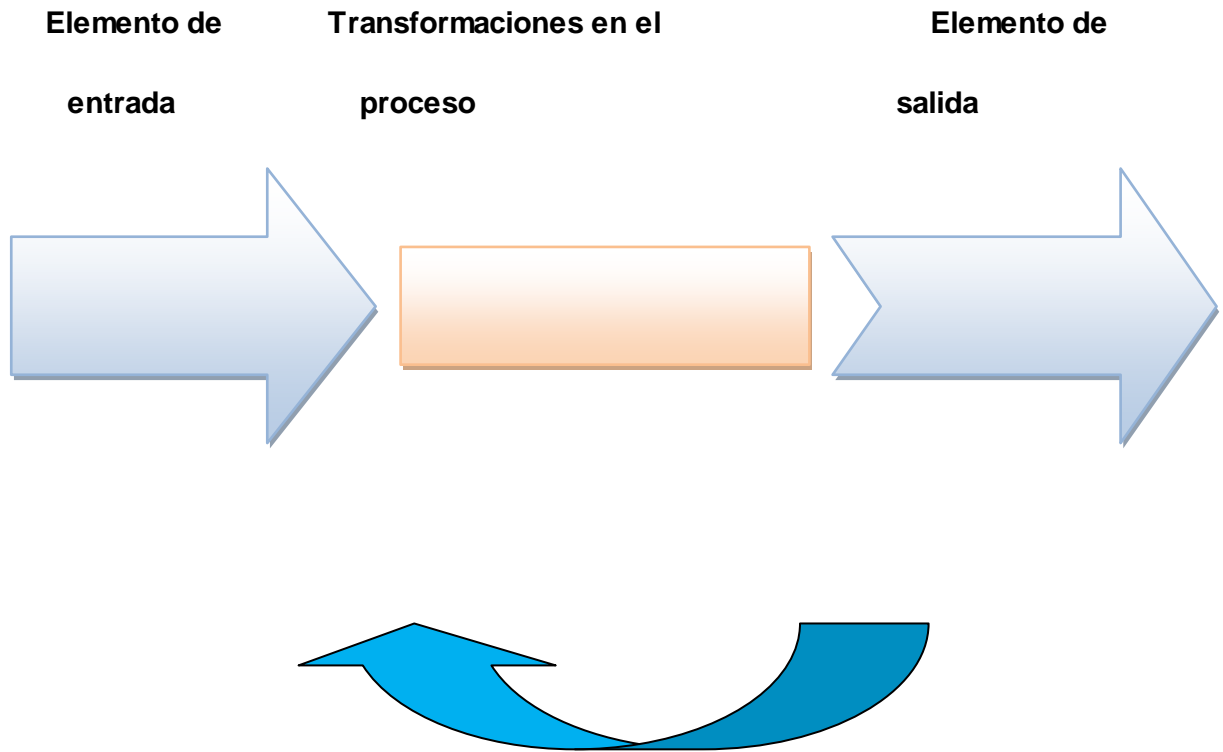 Elemento de
entrada
Transformaciones en el
proceso
Elemento de
salida